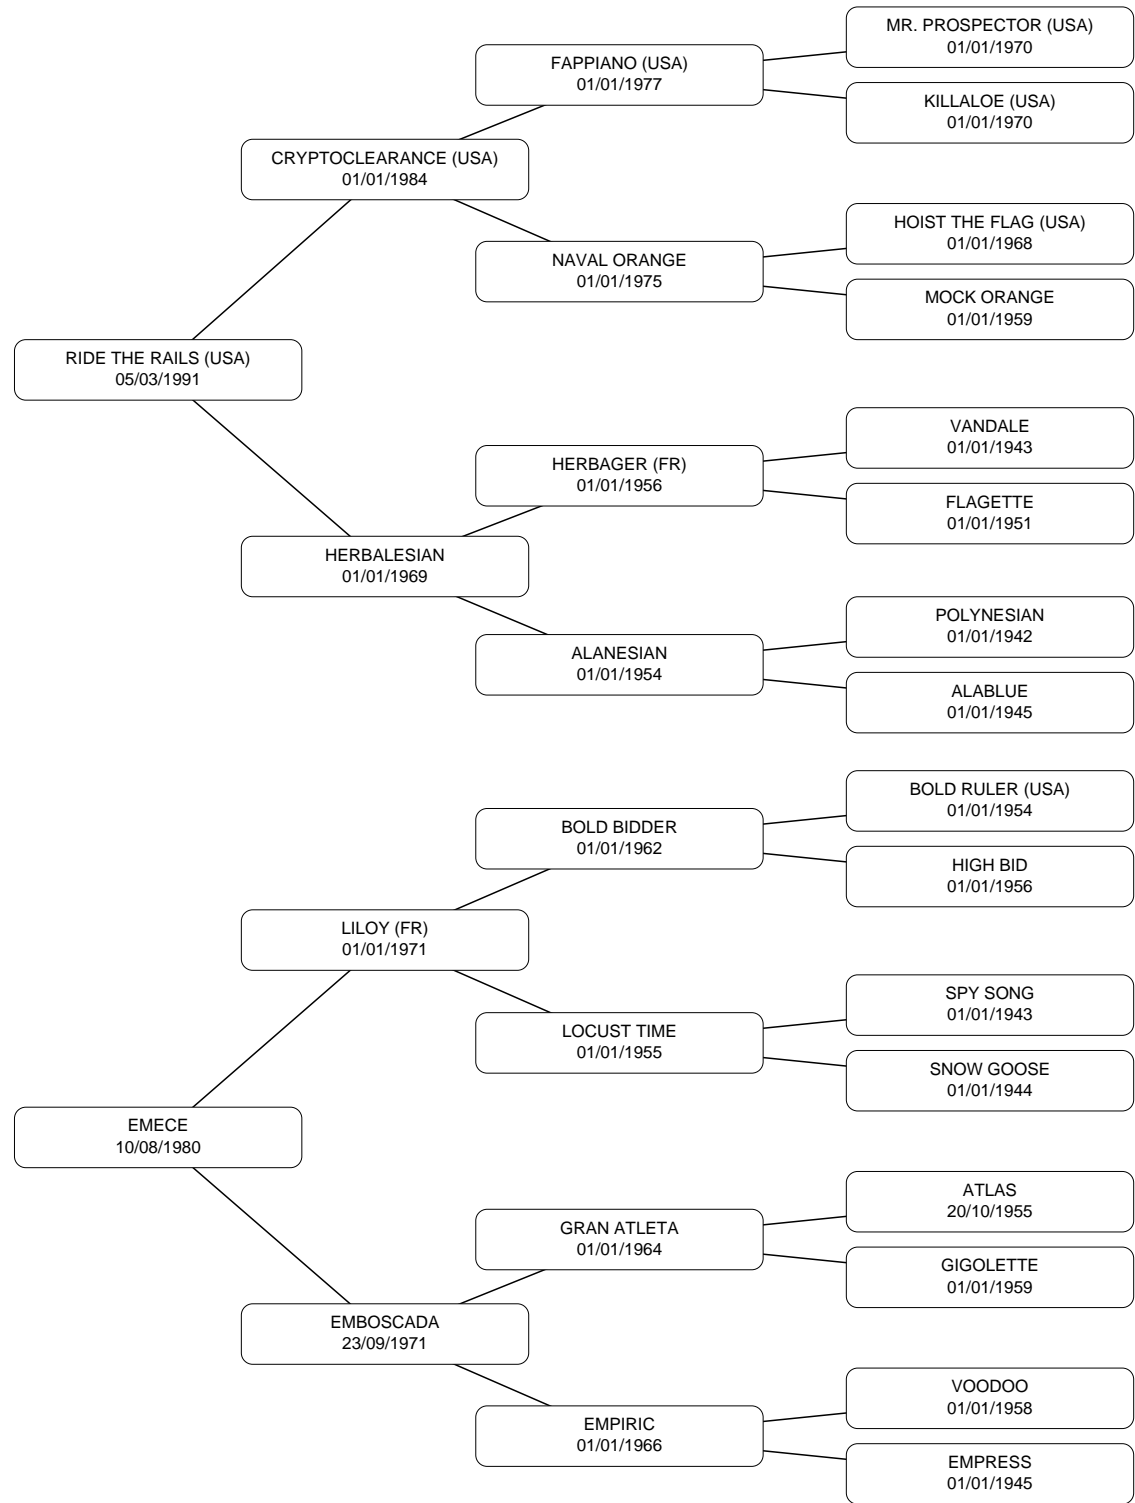 MR. PROSPECTOR (USA)
01/01/1970
FAPPIANO (USA)
01/01/1977
KILLALOE (USA)
01/01/1970
CRYPTOCLEARANCE (USA)
01/01/1984
HOIST THE FLAG (USA)
01/01/1968
NAVAL ORANGE
01/01/1975
MOCK ORANGE
01/01/1959
RIDE THE RAILS (USA)
05/03/1991
VANDALE
01/01/1943
HERBAGER (FR)
01/01/1956
FLAGETTE
01/01/1951
HERBALESIAN
01/01/1969
POLYNESIAN
01/01/1942
ALANESIAN
01/01/1954
ALABLUE
01/01/1945
BOLD RULER (USA)
01/01/1954
BOLD BIDDER
01/01/1962
HIGH BID
01/01/1956
LILOY (FR)
01/01/1971
SPY SONG
01/01/1943
LOCUST TIME
01/01/1955
SNOW GOOSE
01/01/1944
EMECE
10/08/1980
ATLAS
20/10/1955
GRAN ATLETA
01/01/1964
GIGOLETTE
01/01/1959
EMBOSCADA
23/09/1971
VOODOO
01/01/1958
EMPIRIC
01/01/1966
EMPRESS
01/01/1945